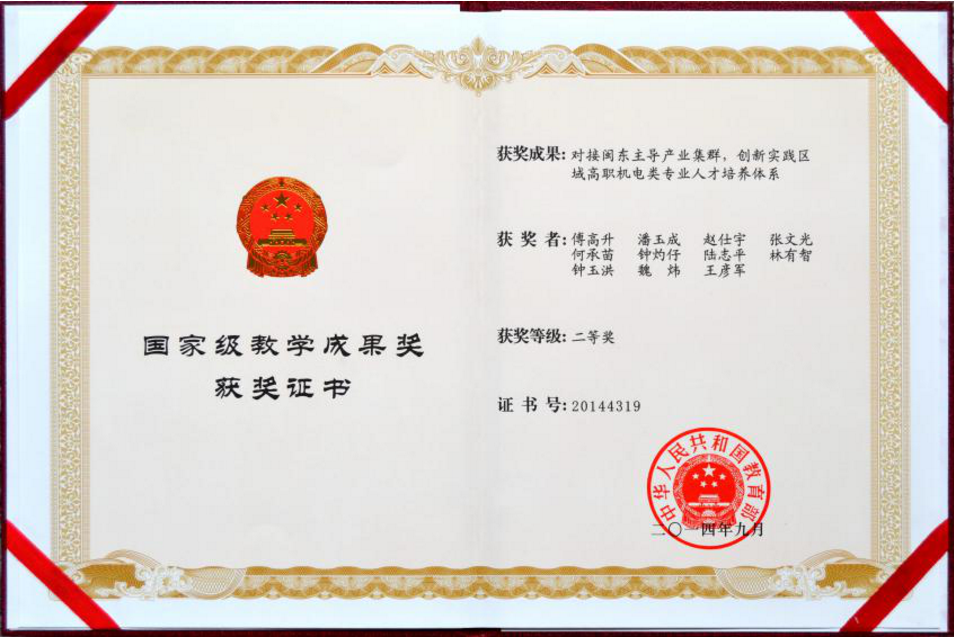 国家级教学成果奖
获奖证书
获奖成果:对接闽东主导产业集群，创新实践区
域高职机电类专业人才培养体系
获 奖 者:傅高升 潘玉成 赵仕宇 张文光
何承苗 钟灼仔 陆志平 林有智
钟玉洪 魏 炜 王彦军
获奖等级:二等奖
证 书 号:20144319
中华人民共和国教育部
二〇一四年九月